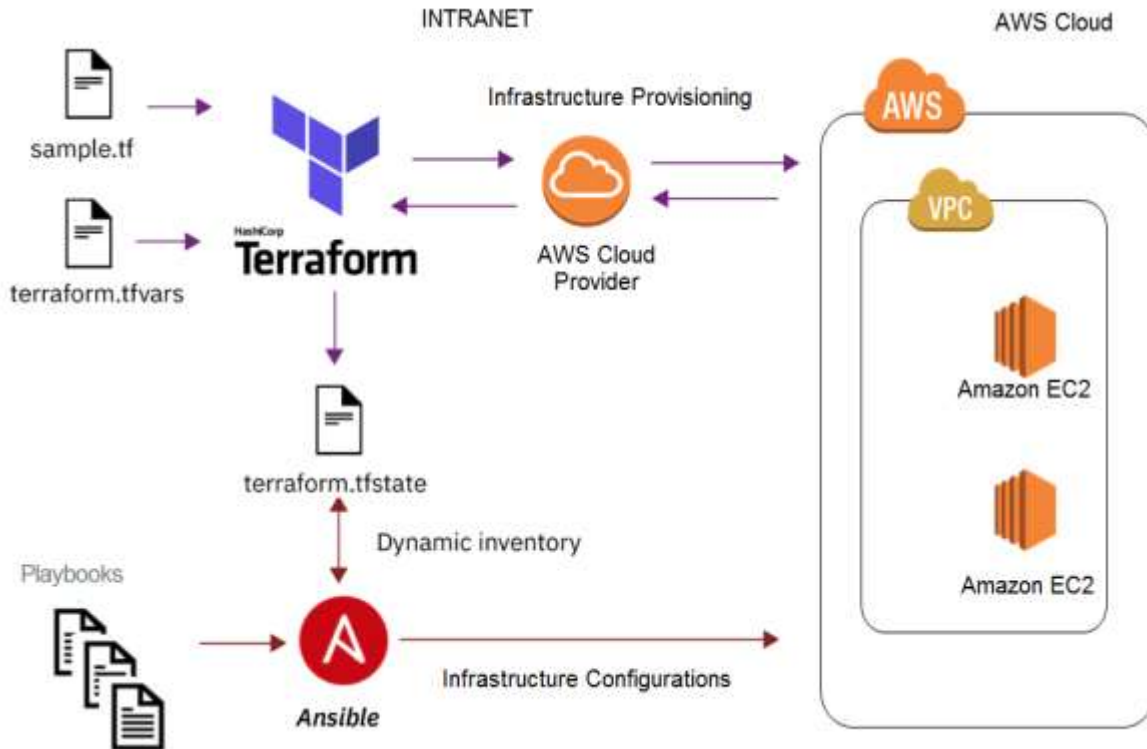 INTRANET
AWS Cloud
sample.tf
Infrastructure Provisioning
AWS
VPC
HashiCorp
Terraform
AWS Cloud
Provider
terraform.tfvars
Amazon EC2
terraform.tfstate
Dynamic inventory
Playbooks
Amazon EC2
Infrastructure Configurations
Ansible